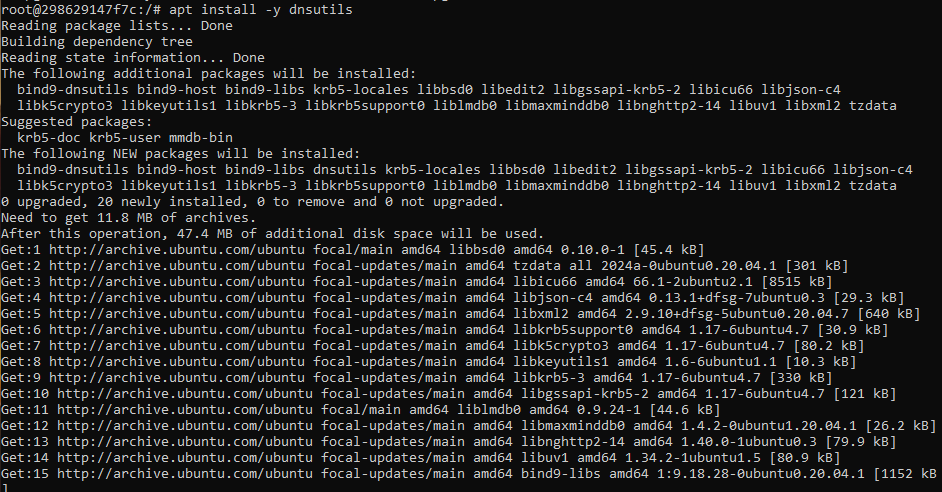 root@298629147f7c:/# apt install -y dnsutils
Reading package lists... Done
Building dependency tree
Reading state information... Done
The following additional packages will be installed:
  bind9-dnsutils bind9-host bind9-libs krb5-locales libbsd0 libedit2 libgssapi-krb5-2 libicu66 libjson-c4
  libk5crypto3 libkeyutils1 libkrb5-3 libkrb5support0 liblmdb0 libmaxminddb0 libnghttp2-14 libuv1 libxml2 tzdata
Suggested packages:
  krb5-doc krb5-user mmdb-bin
The following NEW packages will be installed:
  bind9-dnsutils bind9-host bind9-libs dnsutils krb5-locales libbsd0 libedit2 libgssapi-krb5-2 libicu66 libjson-c4
  libk5crypto3 libkeyutils1 libkrb5-3 libkrb5support0 liblmdb0 libmaxminddb0 libnghttp2-14 libuv1 libxml2 tzdata
0 upgraded, 20 newly installed, 0 to remove and 0 not upgraded.
Need to get 11.8 MB of archives.
After this operation, 47.4 MB of additional disk space will be used.
Get:1 http://archive.ubuntu.com/ubuntu focal/main amd64 libbsd0 amd64 0.10.0-1 [45.4 kB]
Get:2 http://archive.ubuntu.com/ubuntu focal-updates/main amd64 tzdata all 2024a-0ubuntu0.20.04.1 [301 kB]
Get:3 http://archive.ubuntu.com/ubuntu focal-updates/main amd64 libicu66 amd64 66.1-2ubuntu2.1 [8515 kB]
Get:4 http://archive.ubuntu.com/ubuntu focal-updates/main amd64 libjson-c4 amd64 0.13.1+dfsg-7ubuntu0.3 [29.3 kB]
Get:5 http://archive.ubuntu.com/ubuntu focal-updates/main amd64 libxml2 amd64 2.9.10+dfsg-5ubuntu0.20.04.7 [640 kB]
Get:6 http://archive.ubuntu.com/ubuntu focal-updates/main amd64 libkrb5support0 amd64 1.17-6ubuntu4.7 [30.9 kB]
Get:7 http://archive.ubuntu.com/ubuntu focal-updates/main amd64 libk5crypto3 amd64 1.17-6ubuntu4.7 [80.2 kB]
Get:8 http://archive.ubuntu.com/ubuntu focal-updates/main amd64 libkeyutils1 amd64 1.6-6ubuntu1.1 [10.3 kB]
Get:9 http://archive.ubuntu.com/ubuntu focal-updates/main amd64 libkrb5-3 amd64 1.17-6ubuntu4.7 [330 kB]
Get:10 http://archive.ubuntu.com/ubuntu focal-updates/main amd64 libgssapi-krb5-2 amd64 1.17-6ubuntu4.7 [121 kB]
Get:11 http://archive.ubuntu.com/ubuntu focal/main amd64 liblmdb0 amd64 0.9.24-1 [44.6 kB]
Get:12 http://archive.ubuntu.com/ubuntu focal-updates/main amd64 libmaxminddb0 amd64 1.4.2-0ubuntu1.20.04.1 [26.2 kB]
Get:13 http://archive.ubuntu.com/ubuntu focal-updates/main amd64 libnghttp2-14 amd64 1.40.0-1ubuntu0.3 [79.9 kB]
Get:14 http://archive.ubuntu.com/ubuntu focal-updates/main amd64 libuv1 amd64 1.34.2-1ubuntu1.5 [80.9 kB]
Get:15 http://archive.ubuntu.com/ubuntu focal-updates/main amd64 bind9-libs amd64 1:9.18.28-0ubuntu0.20.04.1 [1152 kB
]